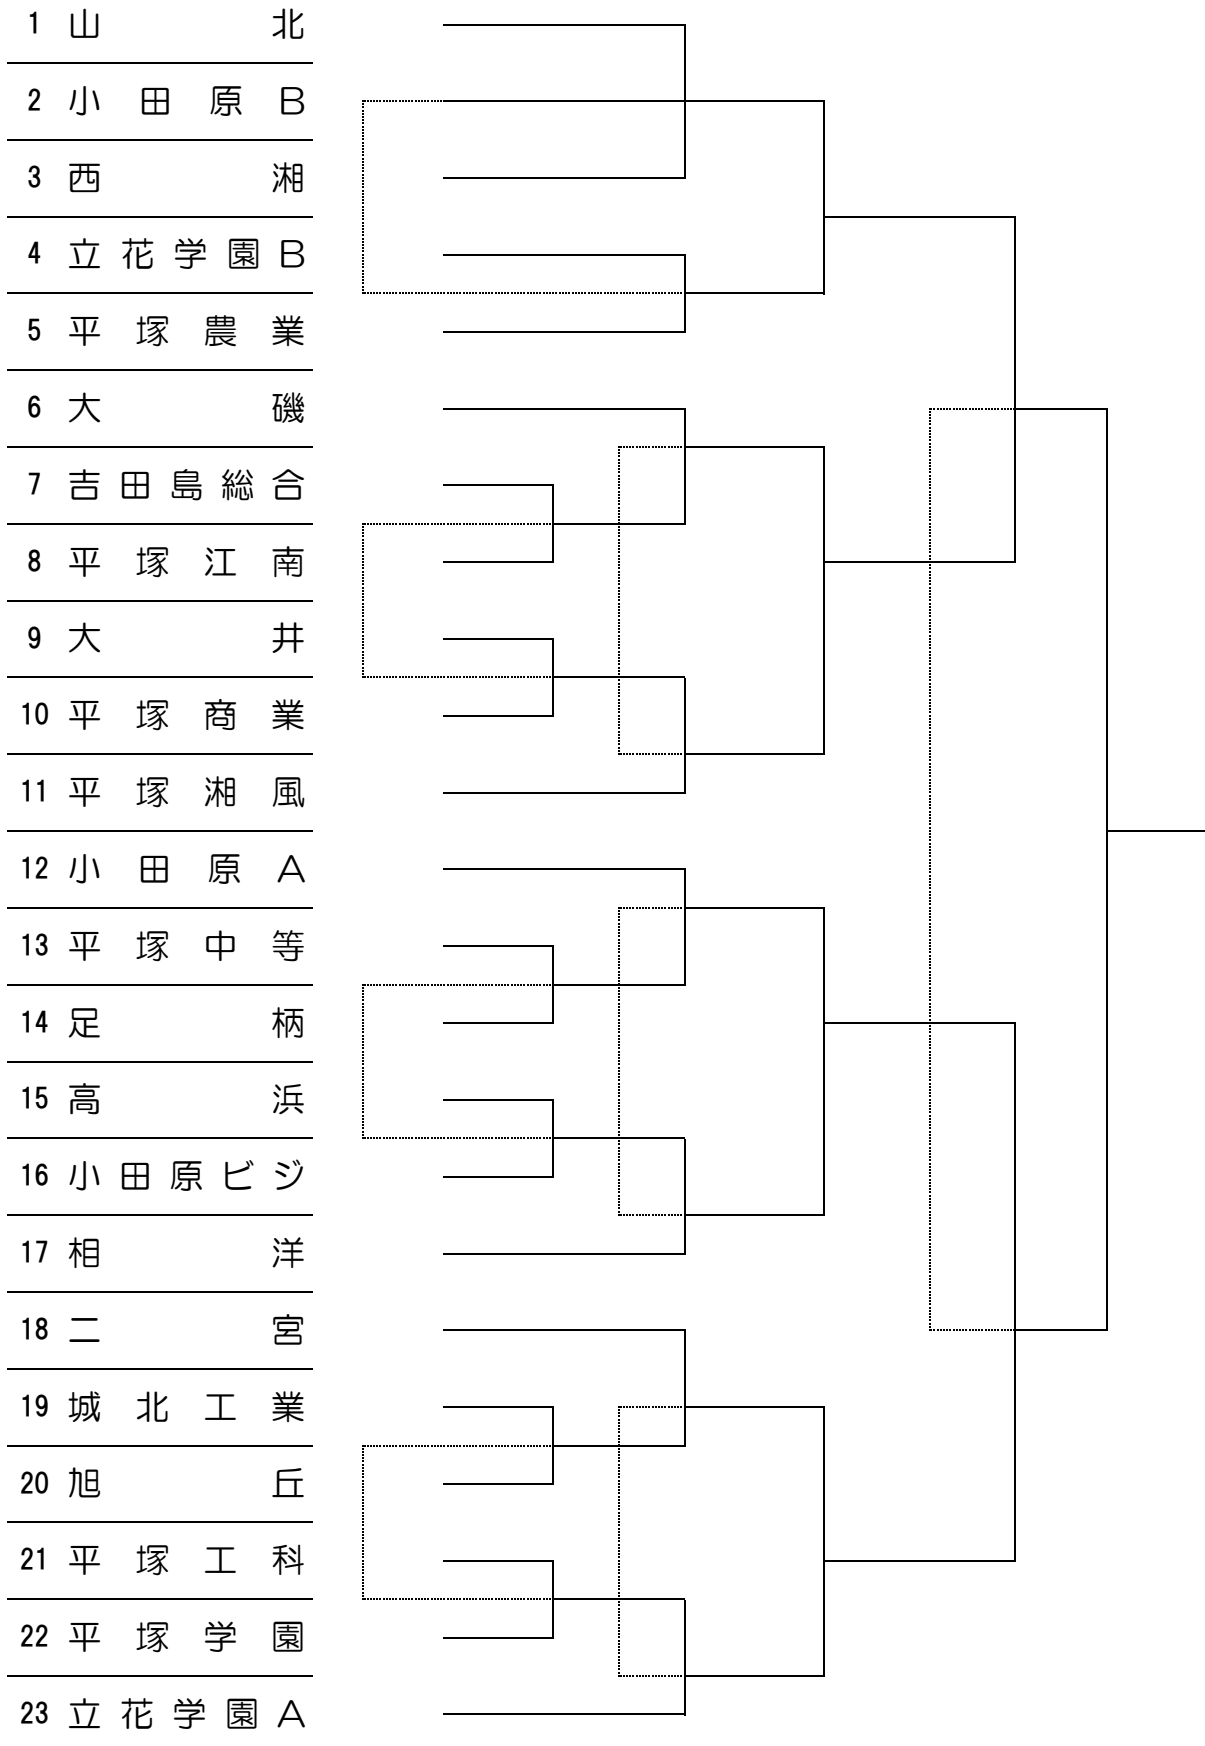 1 山北
2 小田原B
3 西湘
4 立花学園B
5 平塚農業
6 大磯
7 吉田島総合
8 平塚江南
9 大井
10 平塚商業
11 平塚湘風
12 小田原A
13 平塚中等
14 足柄
15 高浜
16 小田原ビジ
17 相洋
18 二宮
19 城北工業
20 旭丘
21 平塚工科
22 平塚学園
23 立花学園A